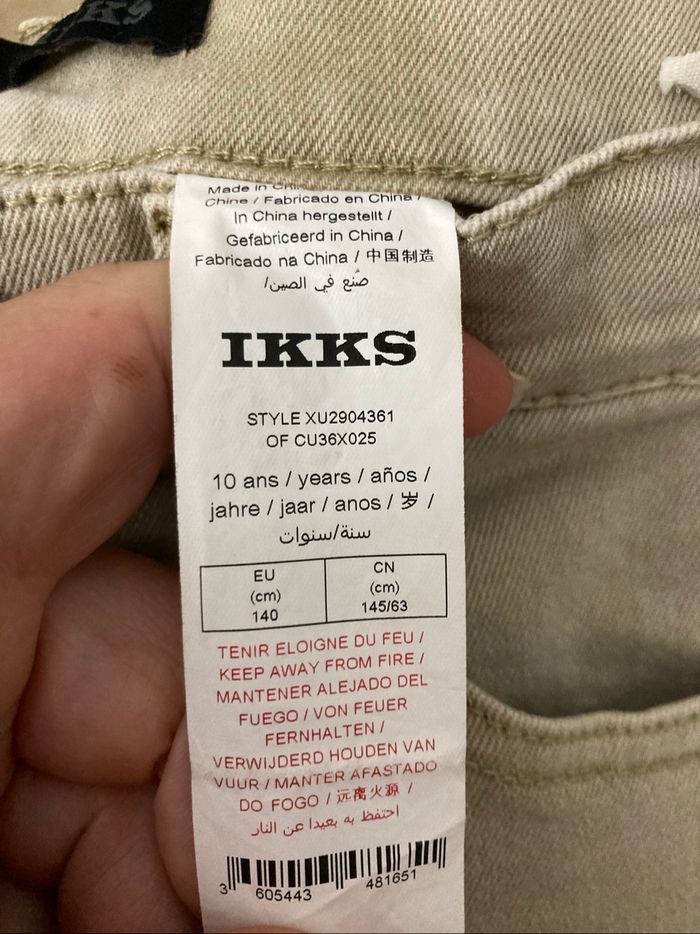 IKKS
Made in Chine
Chine / Fabricado en China /
In China hergestellt /
Gefabriceerd in China /
Fabricado na China / 中国制造
صُنع في الصين/
IKKS
STYLE XU2904361
OF CU36X025
10 ans / years / años /
jahre / jaar / anos / 岁 /
سنة/سنوات
EU
(cm)
140
CN
(cm)
145/63
TENIR ELOIGNE DU FEU /
KEEP AWAY FROM FIRE /
MANTENER ALEJADO DEL
FUEGO / VON FEUER
FERNHALTEN /
VERWIJDERD HOUDEN VAN
VUUR / MANTER AFASTADO
DO FOGO / 远离火源 /
احتفظ به بعيدا عن النار
3 605443 481651